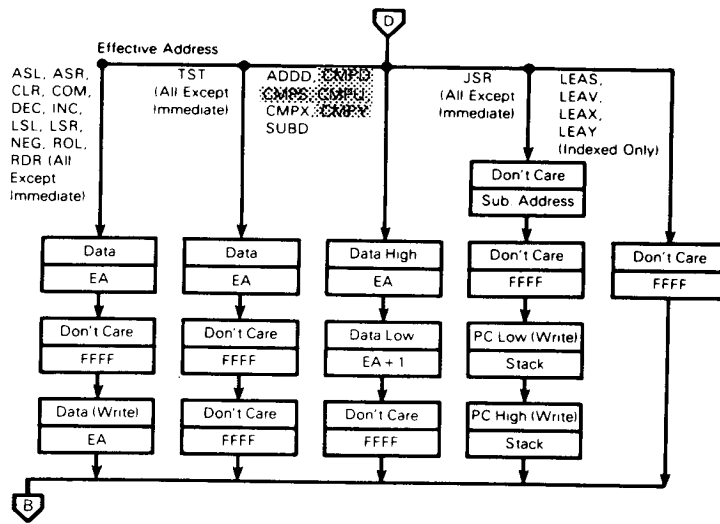 D
Effective Address
ASL, ASR,
CLR, COM,
DEC, INC,
LSL, LSR,
NEG, ROL,
RDR (All
Except
Immediate)
TST
(All Except
Immediate)
ADDD, CMPD
CMPS, CMPU
CMPX, CMPY
SUBD
JSR
(All Except
Immediate)
LEAS,
LEAV,
LEAX,
LEAY
(Indexed Only)
Data
EA
Don't Care
FFFF
Data (Write)
EA
Data
EA
Don't Care
FFFF
Don't Care
FFFF
Data High
EA
Data Low
EA + 1
Don't Care
FFFF
Don't Care
Sub. Address
Don't Care
FFFF
PC Low (Write)
Stack
PC High (Write)
Stack
Don't Care
FFFF
B